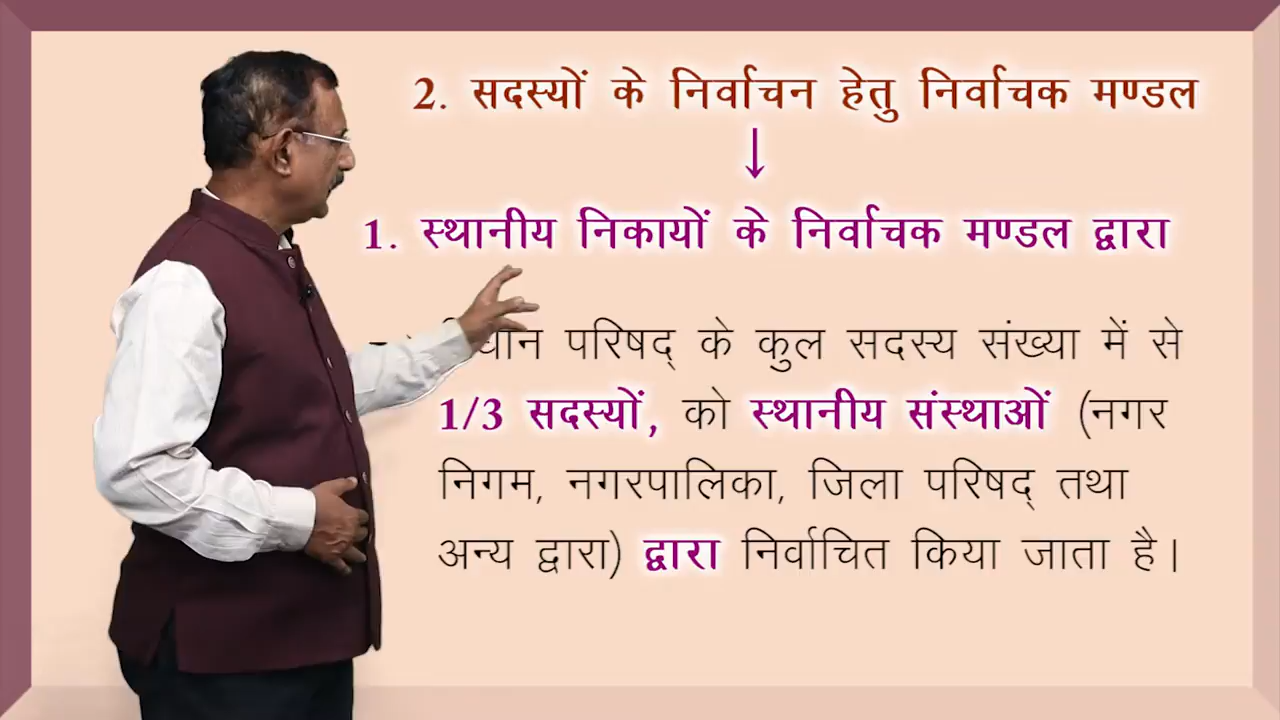 2. सदस्यों के निर्वाचन हेतु निर्वाचक मण्डल
↓
1. स्थानीय निकायों के निर्वाचक मण्डल द्वारा
परिषद् के कुल सदस्य संख्या में से
1/3 सदस्यों, को स्थानीय संस्थाओं (नगर
निगम, नगरपालिका, जिला परिषद् तथा
अन्य द्वारा) द्वारा निर्वाचित किया जाता है।